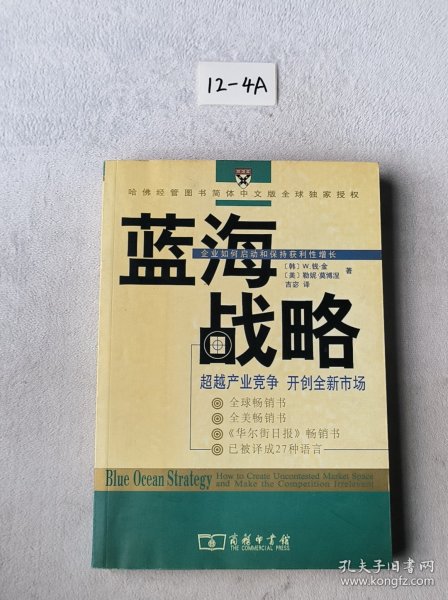 12-4A
哈佛经管图书简体中文版全球独家授权
蓝海
企业如何启动和保持获利性增长
〔韩〕W.钱·金
〔美〕勒妮·莫博涅 著
吉宓 译
战略
超越产业竞争 开创全新市场
全球畅销书
全美畅销书
《华尔街日报》畅销书
已被译成27种语言
Blue Ocean Strategy
How to Create Uncontested Market Space
and Make the Competition Irrelevant
商務印書館
THE COMMERCIAL PRESS
孔夫子旧书网
www.kongfz.com